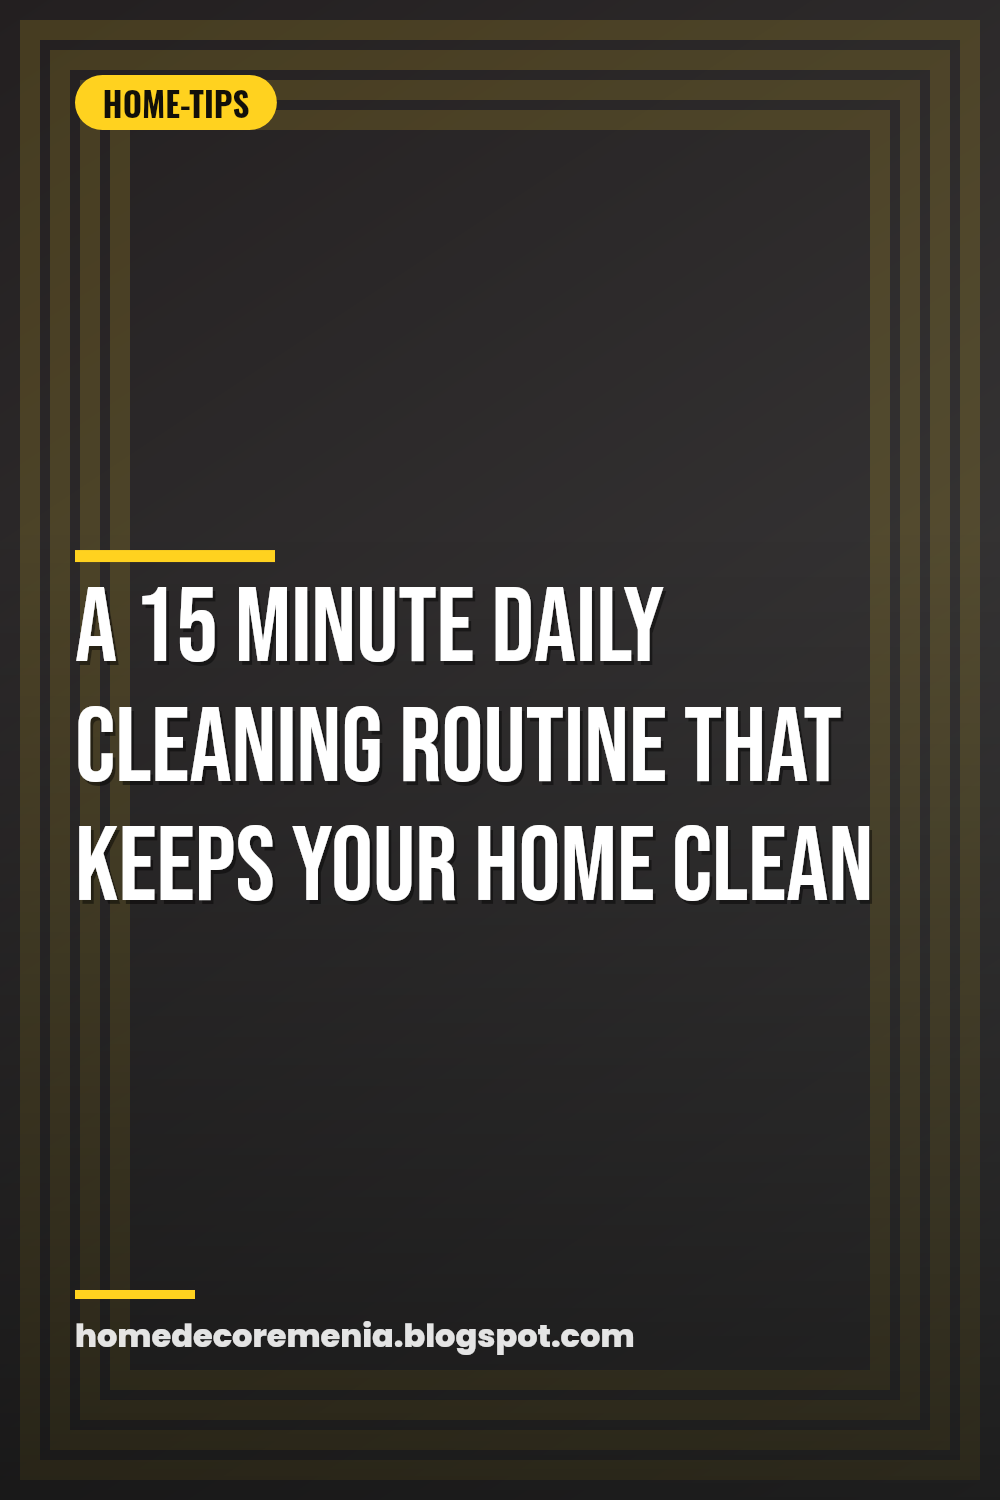 HOME-TIPS
A 15 MINUTE DAILY
CLEANING ROUTINE THAT
KEEPS YOUR HOME CLEAN
homedecoremenia.blogspot.com